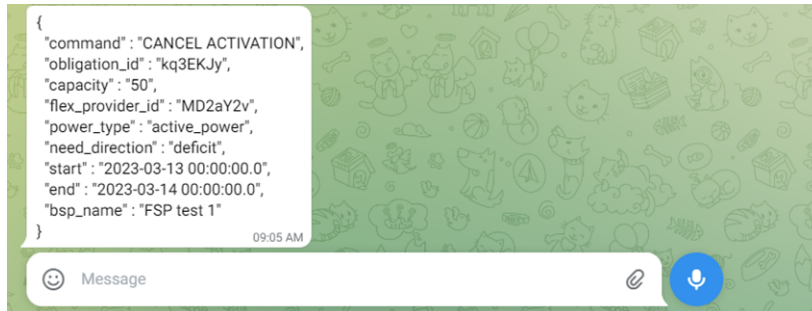 {
"command" : "CANCEL ACTIVATION",
"obligation_id" : "kq3EKJy",
"capacity" : "50",
"flex_provider_id" : "MD2aY2v",
"power_type" : "active_power",
"need_direction" : "deficit",
"start" : "2023-03-13 00:00:00.0",
"end" : "2023-03-14 00:00:00.0",
"bsp_name" : "FSP test 1"
}
09:05 AM
Message